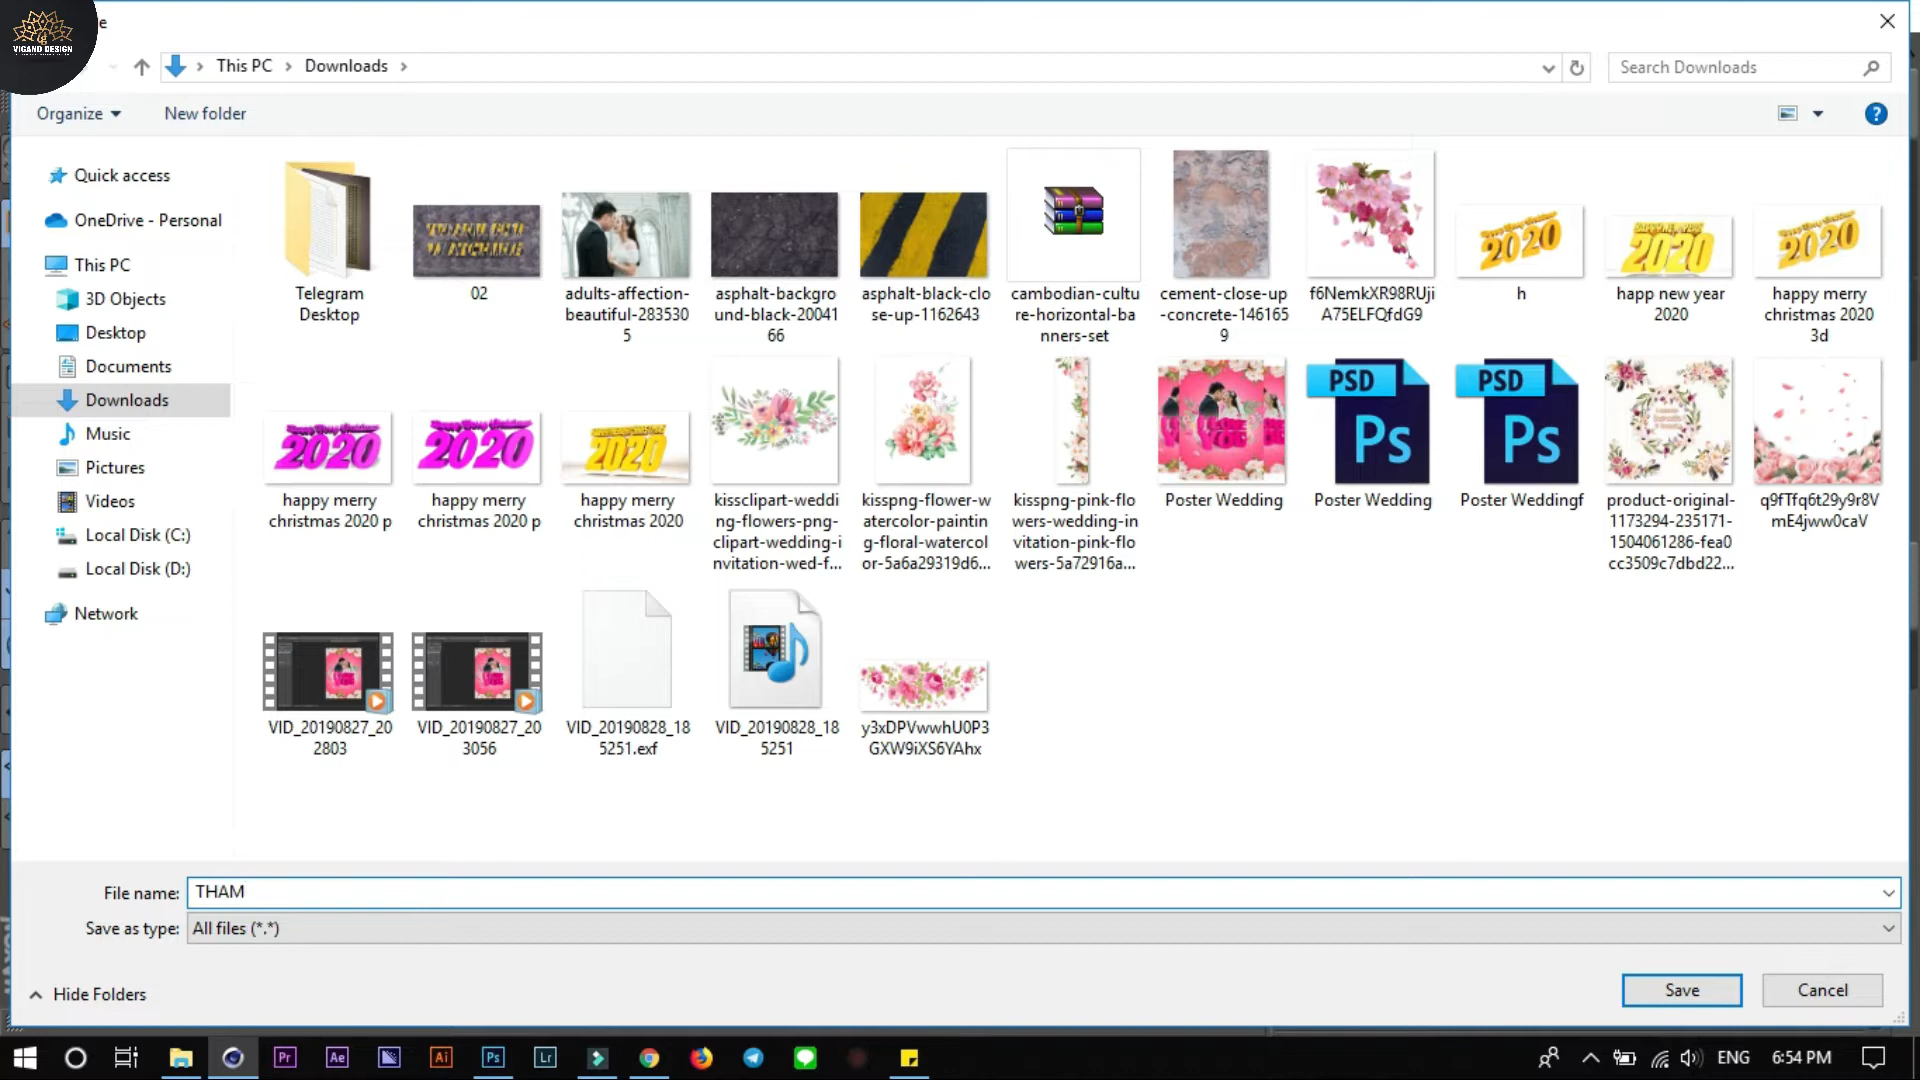 VIGAND DESIGN
e
This PC
Downloads
Search Downloads
Organize
New folder
Quick access
OneDrive - Personal
This PC
3D Objects
Desktop
Documents
Downloads
Music
Pictures
Videos
Local Disk (C:)
Local Disk (D:)
Network
Telegram
Desktop
02
adults-affection-
beautiful-283530
5
asphalt-backgro
und-black-20041
66
asphalt-black-clo
se-up-1162643
cambodian-cultu
re-horizontal-ba
nners-set
cement-close-up
-concrete-146165
9
f6NemkXR98RUji
A75ELFQfdG9
h
happ new year
2020
happy merry
christmas 2020
3d
happy merry
christmas 2020 p
happy merry
christmas 2020 p
happy merry
christmas 2020
kissclipart-weddi
ng-flowers-png-
clipart-wedding-i
nvitation-wed-f...
kisspng-flower-w
atercolor-paintin
g-floral-watercol
or-5a6a29319d6...
kisspng-pink-flo
wers-wedding-in
vitation-pink-flo
wers-5a72916a...
Poster Wedding
PSD
Ps
Poster Wedding
PSD
Ps
Poster Weddingf
product-original-
1173294-235171-
1504061286-fea0
cc3509c7dbd22...
q9fTfq6t29y9r8V
mE4jww0caV
VID_20190827_20
2803
VID_20190827_20
3056
VID_20190828_18
5251.exf
VID_20190828_18
5251
y3xDPVwwhU0P3
GXW9iXS6YAhx
File name:
THAM
Save as type:
All files (*.*)
Hide Folders
Save
Cancel
Pr
Ae
Ai
Ps
Lr
ENG
6:54 PM